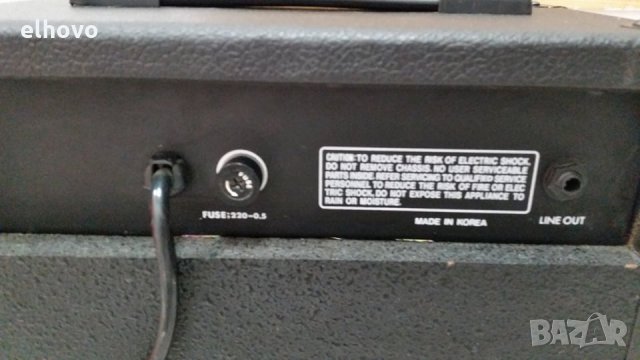 elhovo
CAUTION: TO REDUCE THE RISK OF ELECTRIC SHOCK.
DO NOT REMOVE CHASSIS. NO USER SERVICEABLE
PARTS INSIDE. REFER SERVICING TO QUALIFIED SERVICE
PERSONNEL. TO REDUCE THE RISK OF FIRE OR ELEC
TRIC SHOCK. DO NOT EXPOSE THIS APPLIANCE TO
RAIN OR MOISTURE.
FUSE: 220-0.5
MADE IN KOREA
LINE OUT
BAZAR